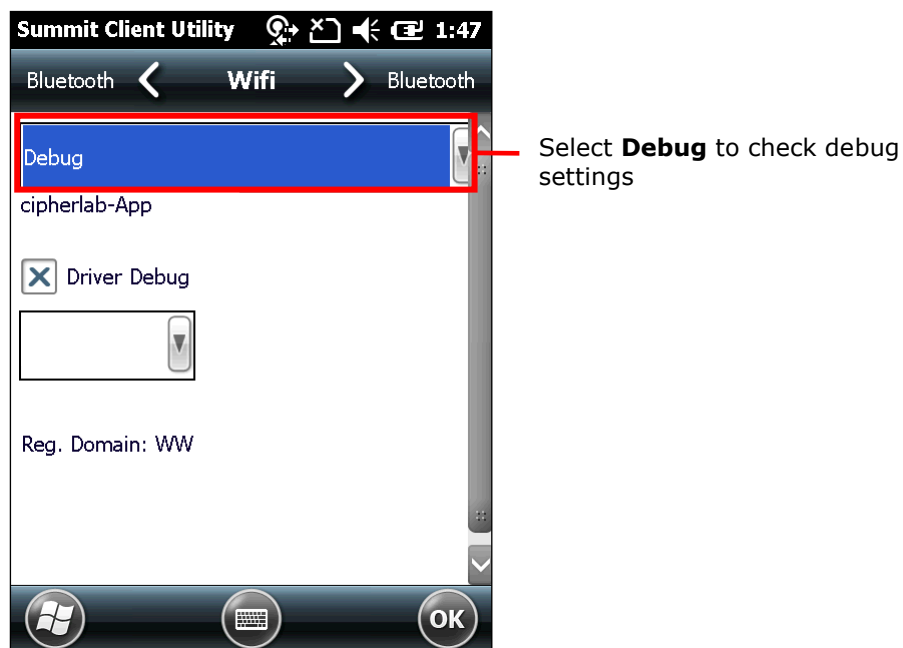 Summit Client Utility 1:47
Bluetooth Wifi Bluetooth
Debug
Select Debug to check debug
settings
cipherlab-App
Driver Debug
Reg. Domain: WW
OK